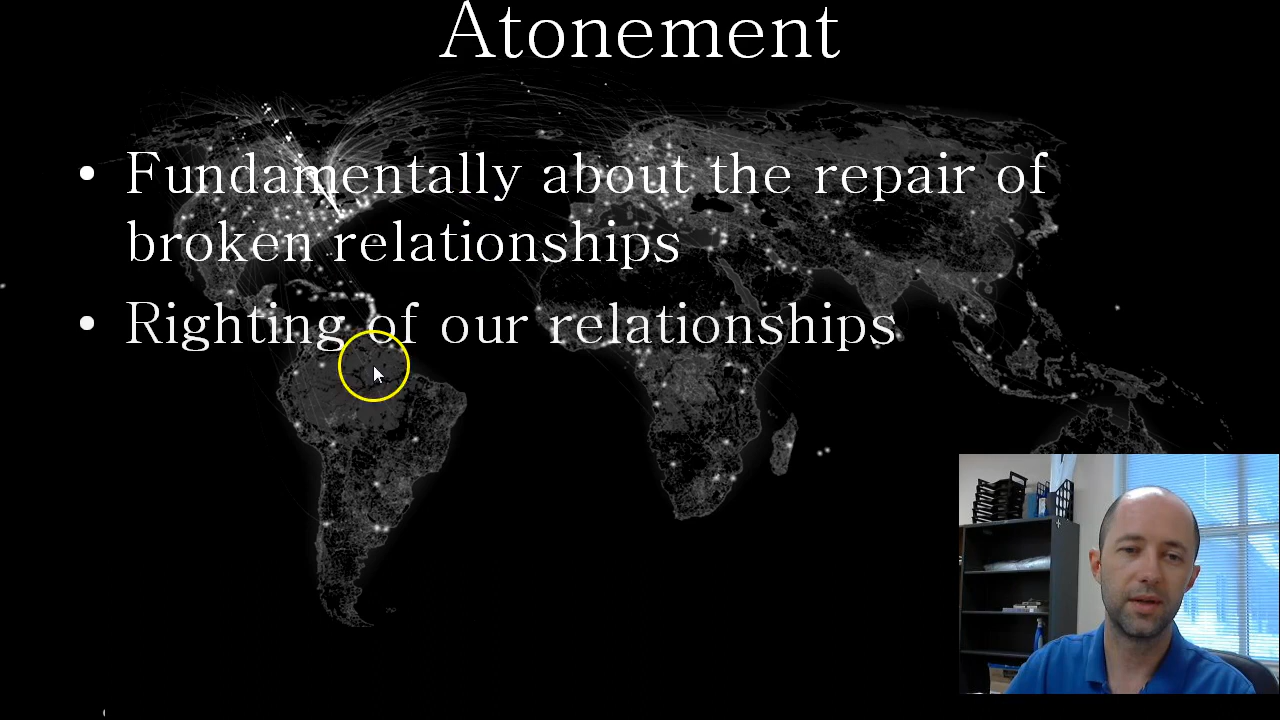 Atonement
• Fundamentally about the repair of
broken relationships
• Righting of our relationships